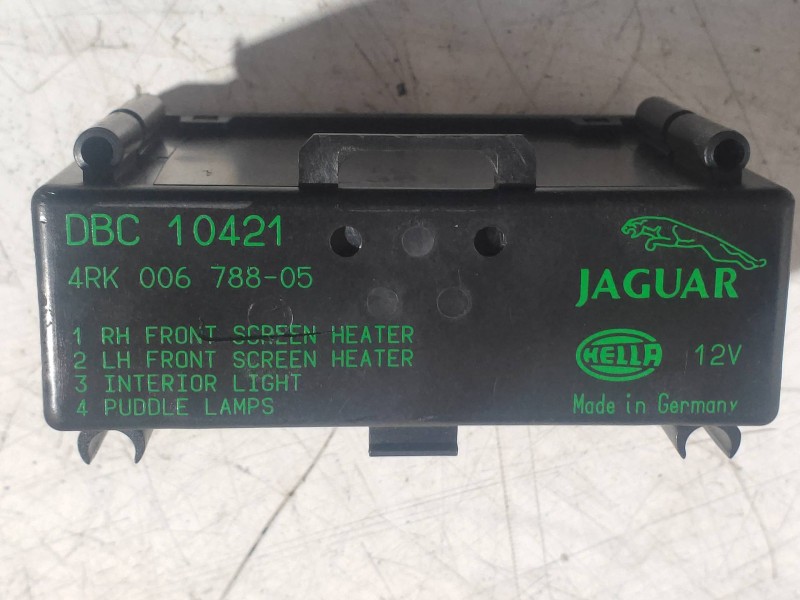 DBC 10421
4RK 006 788-05
1 RH FRONT SCREEN HEATER
2 LH FRONT SCREEN HEATER
3 INTERIOR LIGHT
4 PUDDLE LAMPS
JAGUAR
HELLA 12V
Made in Germany